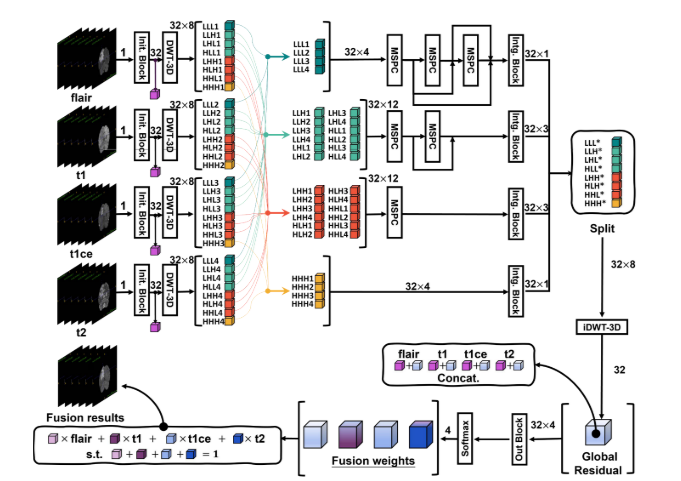 flair
1
Init. Block
32
DWT-3D
32×8
LLL1
LLH1
LHL1
HLL1
LHH1
HLH1
HHL1
HHH1
LLL1
LLL2
LLL3
LLL4
32×4
MSPC
MSPC
MSPC
Intg. Block
32×1
t1
1
Init. Block
32
DWT-3D
32×8
LLL2
LLH2
LHL2
HLL2
LHH2
HLH2
HHL2
HHH2
LLH1 LHL3
LLH2 LHL4
LLH3 HLL1
LLH4 HLL2
LHL1 HLL3
LHL2 HLL4
32×12
MSPC
MSPC
Intg. Block
32×3
LLL*
LLH*
LHL*
HLL*
LHH*
HLH*
HHL*
HHH*
Split
t1ce
1
Init. Block
32
DWT-3D
32×8
LLL3
LLH3
LHL3
HLL3
LHH3
HLH3
HHL3
HHH3
LHH1 HLH3
LHH2 HLH4
LHH3 HHL1
LHH4 HHL2
HLH1 HHL3
HLH2 HHL4
32×12
MSPC
Intg. Block
32×3
t2
1
Init. Block
32
DWT-3D
32×8
LLL4
LLH4
LHL4
HLL4
LHH4
HLH4
HHL4
HHH4
HHH1
HHH2
HHH3
HHH4
32×4
Intg. Block
32×1
32×8
iDWT-3D
32
flair t1 t1ce t2
+ + + +
Concat.
Global
Residual
32×4
Out Block
Softmax
4
Fusion weights
Fusion results
× flair + × t1 + × t1ce + × t2
s.t. + + + = 1